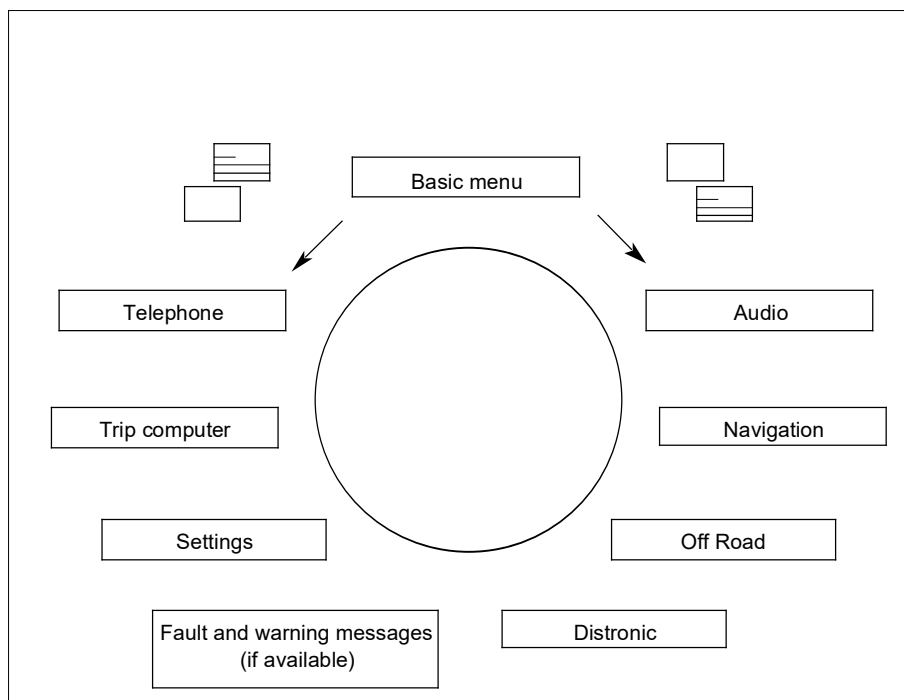 Basic menu
Telephone
Audio
Trip computer
Navigation
Settings
Off Road
Fault and warning messages
(if available)
Distronic